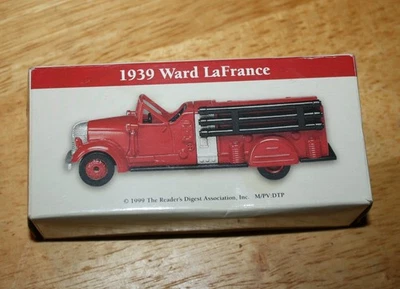 1939 Ward LaFrance
© 1999 The Reader's Digest Association, Inc. M/PV/DTP